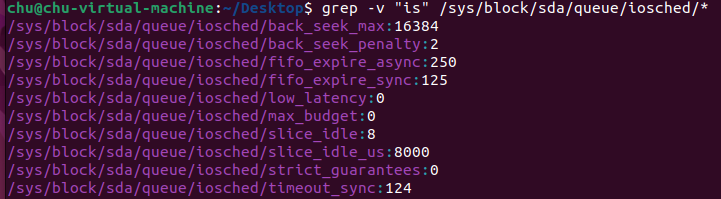 chu@chu-virtual-machine:~/Desktop$ grep -v "is" /sys/block/sda/queue/iosched/*
/sys/block/sda/queue/iosched/back_seek_max:16384
/sys/block/sda/queue/iosched/back_seek_penalty:2
/sys/block/sda/queue/iosched/fifo_expire_async:250
/sys/block/sda/queue/iosched/fifo_expire_sync:125
/sys/block/sda/queue/iosched/low_latency:0
/sys/block/sda/queue/iosched/max_budget:0
/sys/block/sda/queue/iosched/slice_idle:8
/sys/block/sda/queue/iosched/slice_idle_us:8000
/sys/block/sda/queue/iosched/strict_guarantees:0
/sys/block/sda/queue/iosched/timeout_sync:124